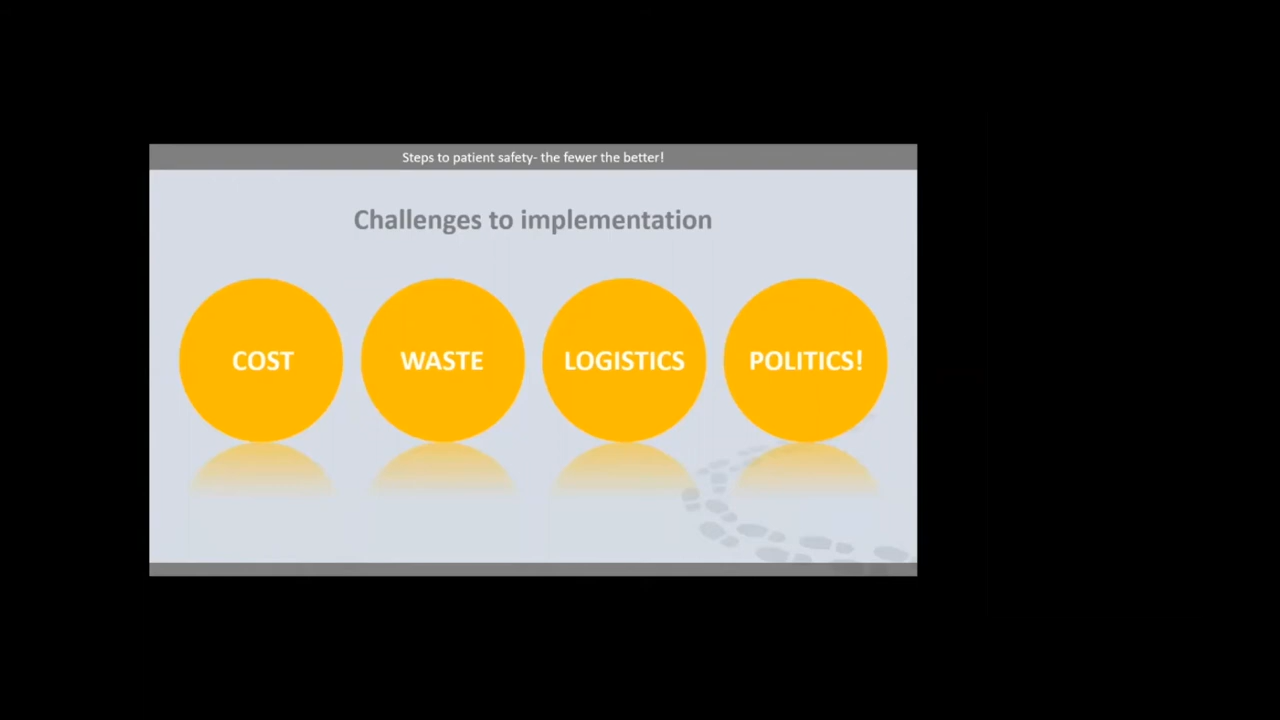 Steps to patient safety- the fewer the better!
Challenges to implementation
COST
WASTE
LOGISTICS
POLITICS!